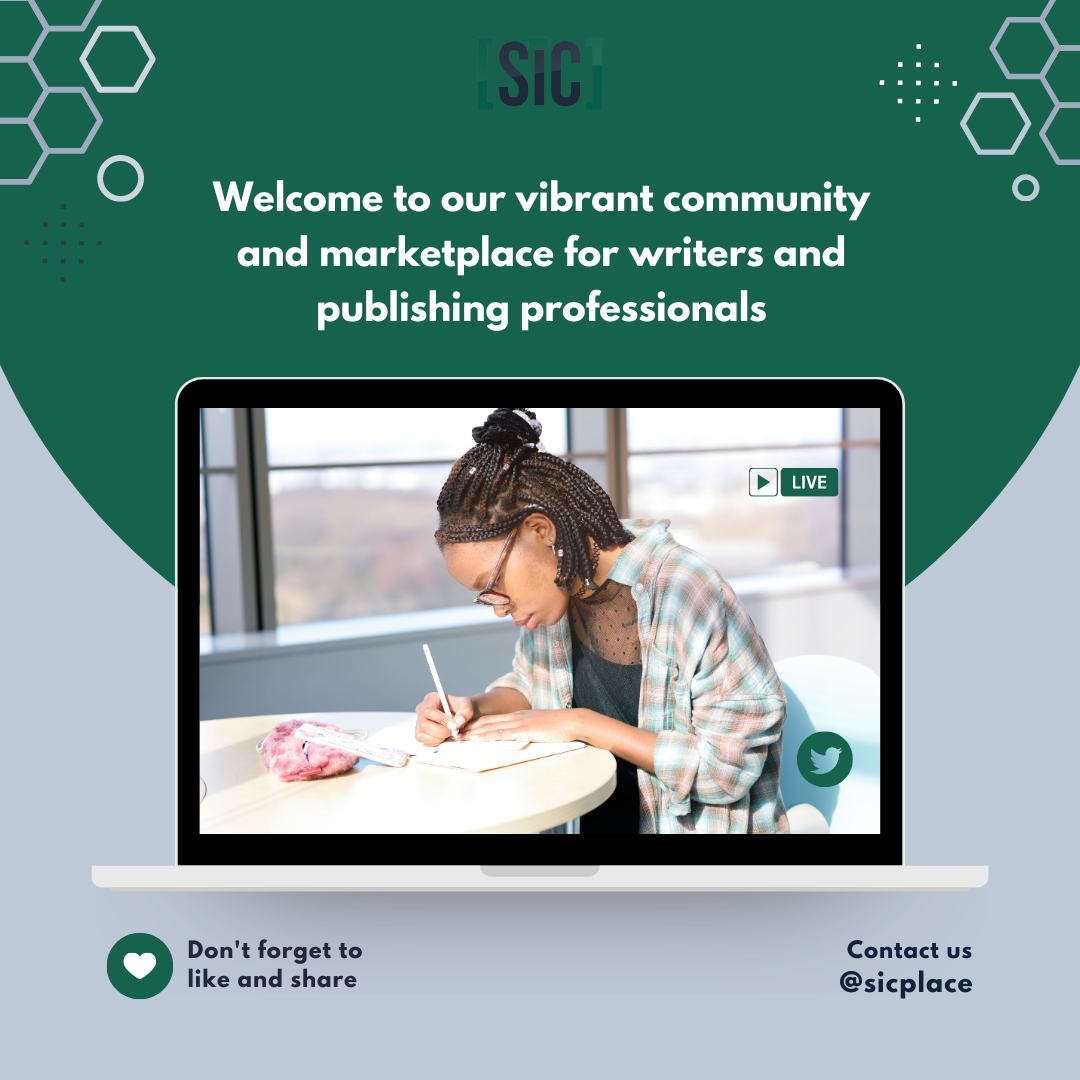 [SiC]
Welcome to our vibrant community
and marketplace for writers and
publishing professionals
LIVE
Don't forget to
like and share
Contact us
@sicplace